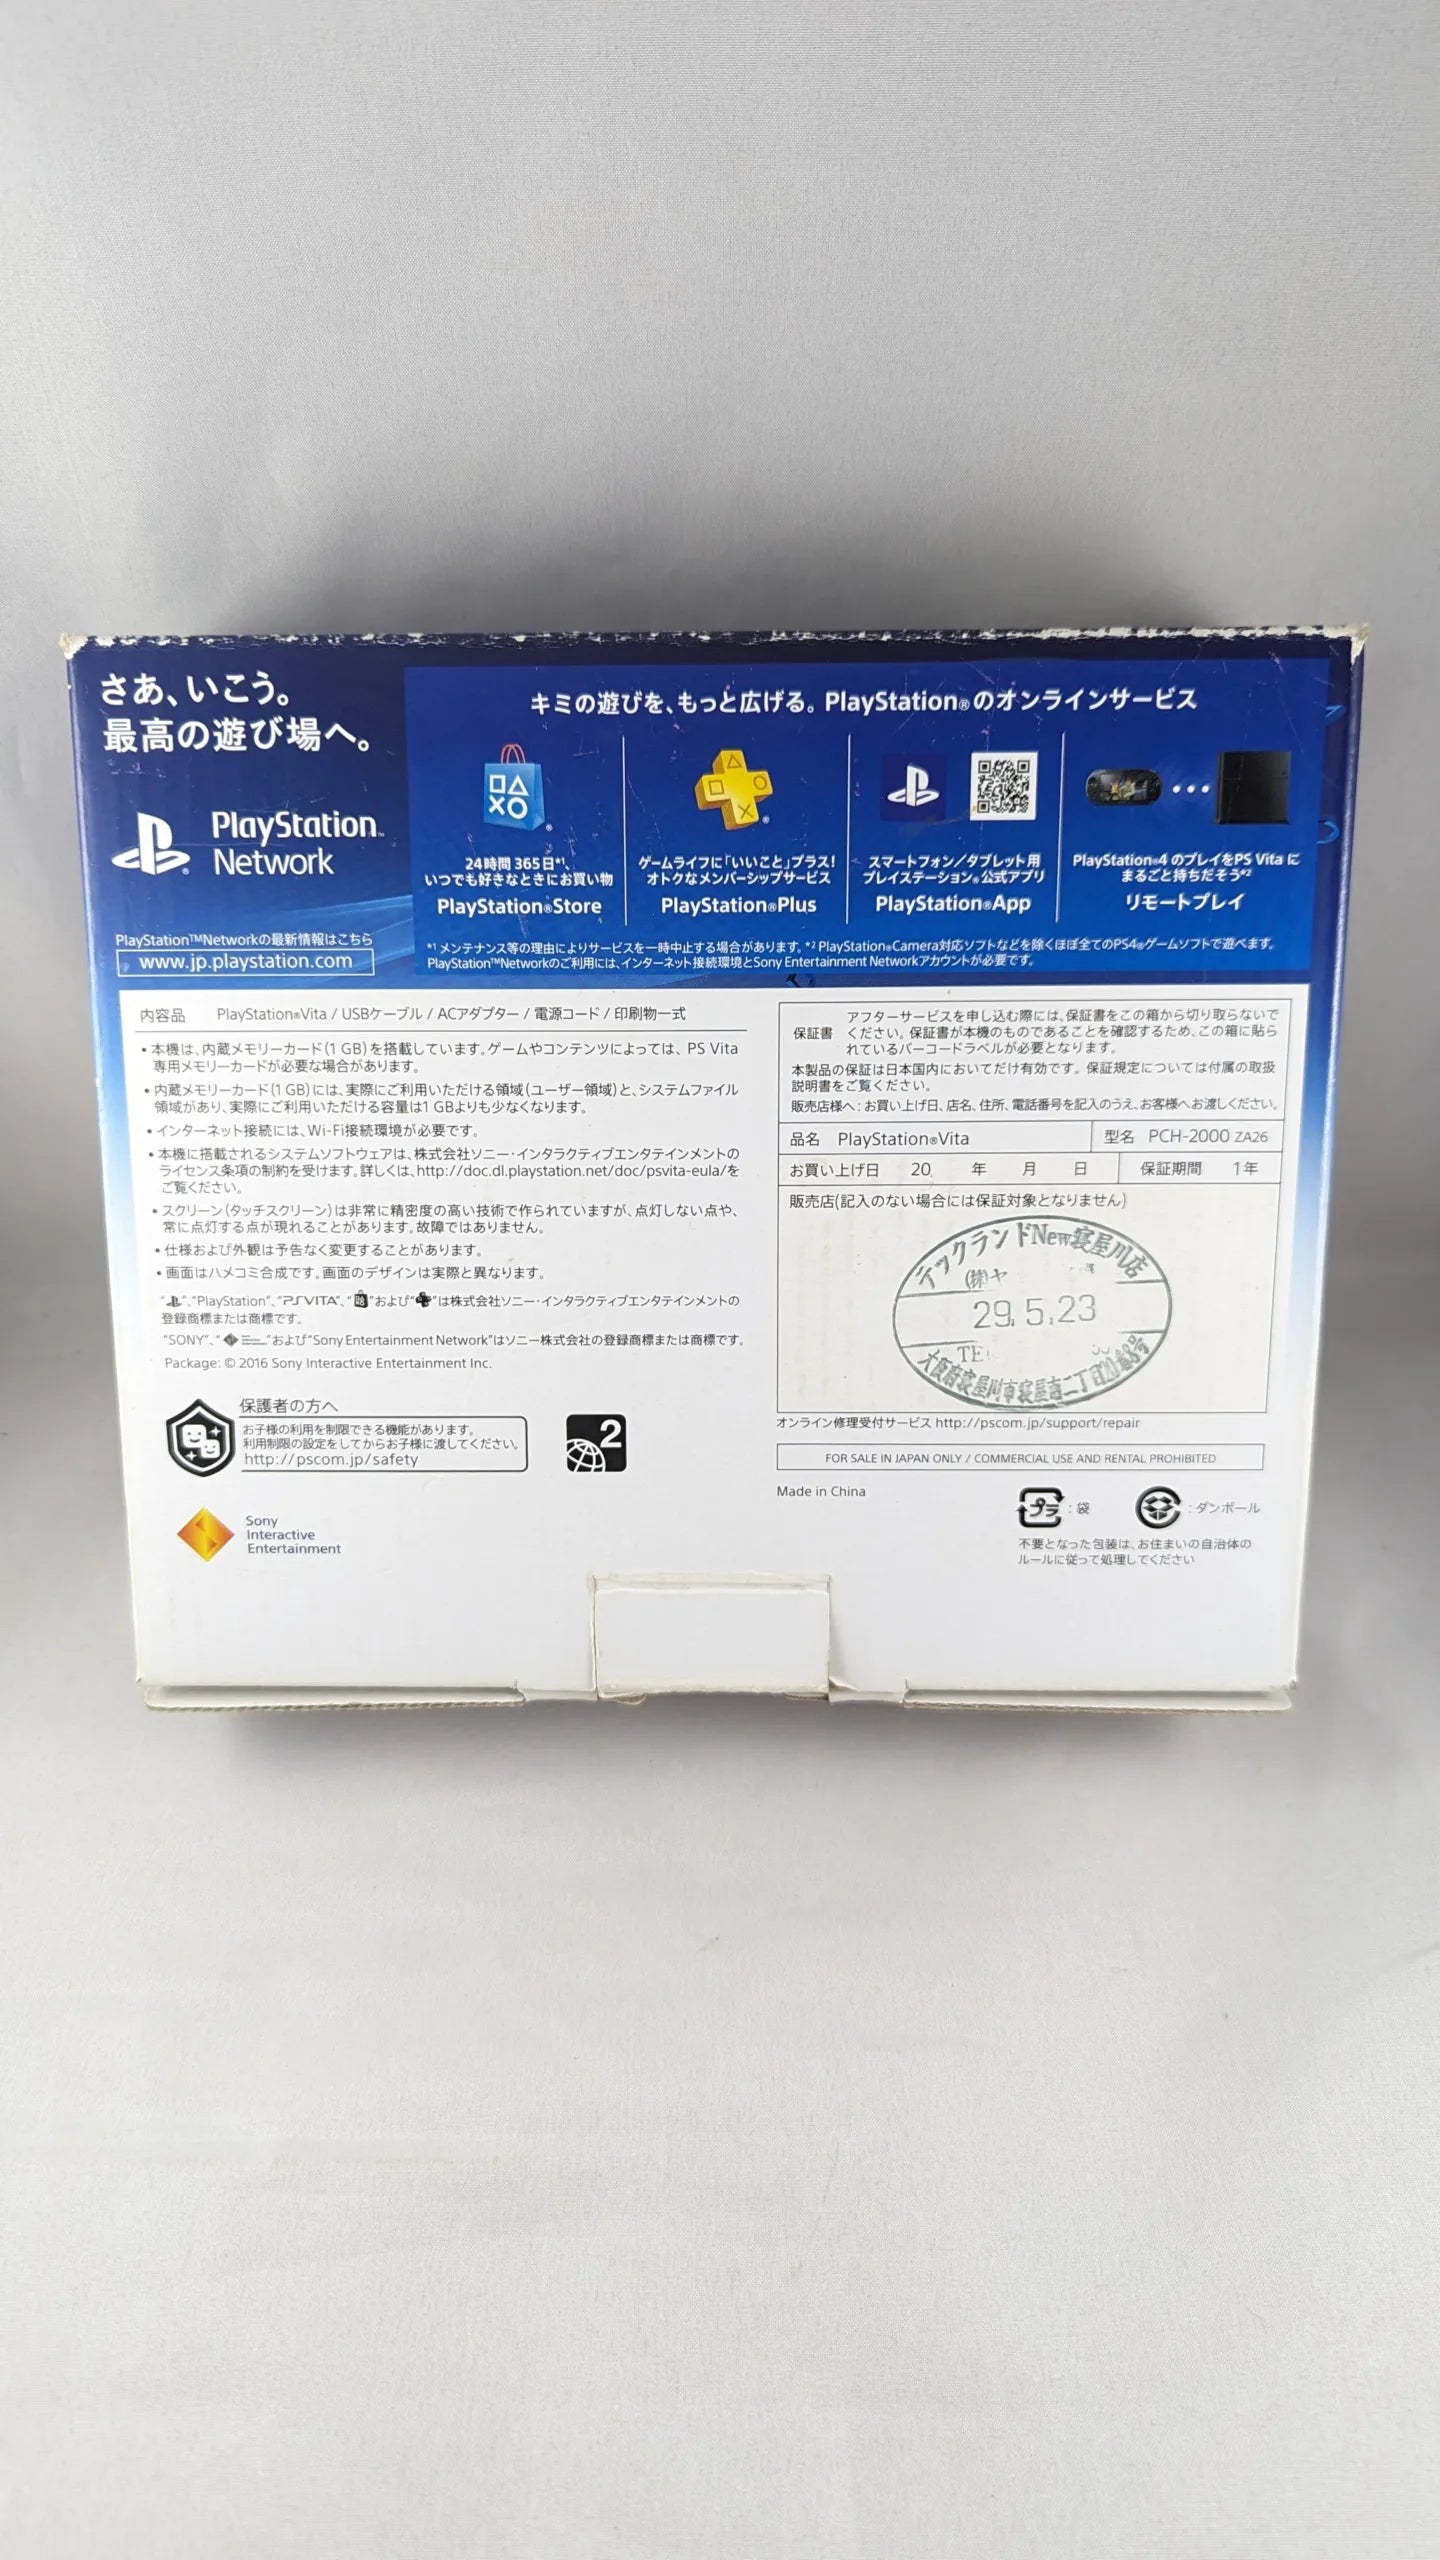 さあ、いこう。
最高の遊び場へ。
PlayStation™
Network
PlayStation™Networkの最新情報はこちら
www.jp.playstation.com
キミの遊びを、もっと広げる。PlayStation®のオンラインサービス
24時間 365日*1、
いつでも好きなときにお買い物
PlayStation®Store
ゲームライフに「いいこと」プラス!
オトクなメンバーシップサービス
PlayStation®Plus
スマートフォン/タブレット用
プレイステーション®公式アプリ
PlayStation®App
PlayStation®4 のプレイをPS Vita に
まるごと持ちだそう*2
リモートプレイ
*1 メンテナンス等の理由によりサービスを一時中止する場合があります。*2 PlayStation®Camera対応ソフトなどを除くほぼ全てのPS4®ゲームソフトで遊べます。
PlayStation™Networkのご利用には、インターネット接続環境とSony Entertainment Networkアカウントが必要です。
内容品 PlayStation®Vita / USBケーブル / ACアダプター / 電源コード / 印刷物一式
• 本機は、内蔵メモリーカード(1 GB)を搭載しています。ゲームやコンテンツによっては、PS Vita
専用メモリーカードが必要な場合があります。
• 内蔵メモリーカード(1 GB)には、実際にご利用いただける領域(ユーザー領域)と、システムファイル
領域があり、実際にご利用いただける容量は1 GBよりも少なくなります。
• インターネット接続には、Wi-Fi接続環境が必要です。
• 本機に搭載されるシステムソフトウェアは、株式会社ソニー・インタラクティブエンタテインメントの
ライセンス条項の制約を受けます。詳しくは、http://doc.dl.playstation.net/doc/psvita-eula/を
ご覧ください。
• スクリーン(タッチスクリーン)は非常に精密度の高い技術で作られていますが、点灯しない点や、
常に点灯する点が現れることがあります。故障ではありません。
• 仕様および外観は予告なく変更することがあります。
• 画面はハメコミ合成です。画面のデザインは実際と異なります。
“ ”、“PlayStation”、“PSVITA”、“ ”および“ ”は株式会社ソニー・インタラクティブエンタテインメントの
登録商標または商標です。
“SONY”、“ ”および“Sony Entertainment Network”はソニー株式会社の登録商標または商標です。
Package: © 2016 Sony Interactive Entertainment Inc.
保護者の方へ
お子様の利用を制限できる機能があります。
利用制限の設定をしてからお子様に渡してください。
http://pscom.jp/safety
2
Sony
Interactive
Entertainment
保証書
アフターサービスを申し込む際には、保証書をこの箱から切り取らないで
ください。保証書が本機のものであることを確認するため、この箱に貼ら
れているバーコードラベルが必要となります。
本製品の保証は日本国内においてだけ有効です。保証規定については付属の取扱
説明書をご覧ください。
販売店様へ:お買い上げ日、店名、住所、電話番号を記入のうえ、お客様へお渡しください。
品名 PlayStation®Vita 型名 PCH-2000 ZA26
お買い上げ日 20 年 月 日 保証期間 1年
販売店(記入のない場合には保証対象となりません)
テックランドNew寝屋川店
(株)ヤ
29.5.23
TE
大阪府寝屋川市寝屋南二丁目20番8号
オンライン修理受付サービス http://pscom.jp/support/repair
FOR SALE IN JAPAN ONLY / COMMERCIAL USE AND RENTAL PROHIBITED
Made in China
プラ :袋
:ダンボール
不要となった包装は、お住まいの自治体の
ルールに従って処理してください